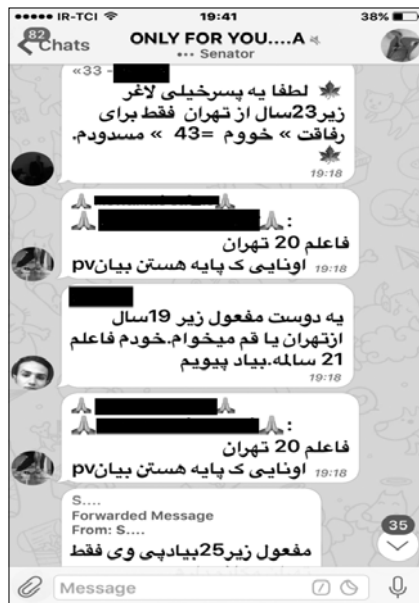 IR-TCI 19:41 38%
82
Chats
ONLY FOR YOU....A
Senator
«33 -
لطفا یه پسرخیلی لاغر
زیر23سال از تهران فقط برای
رفاقت » خووم =43 » مسدودم.
19:18
:
فاعلم 20 تهران
اونایی ک پایه هستن بیانpv 19:18
یه دوست مفعول زیر 19سال
ازتهران یا قم میخوام.خودم فاعلم
21 سالمه.بیاد پیویم
19:18
:
فاعلم 20 تهران
اونایی ک پایه هستن بیانpv 19:18
S....
Forwarded Message
From: S....
مفعول زیر25بیادپی وی فقط
35
Message